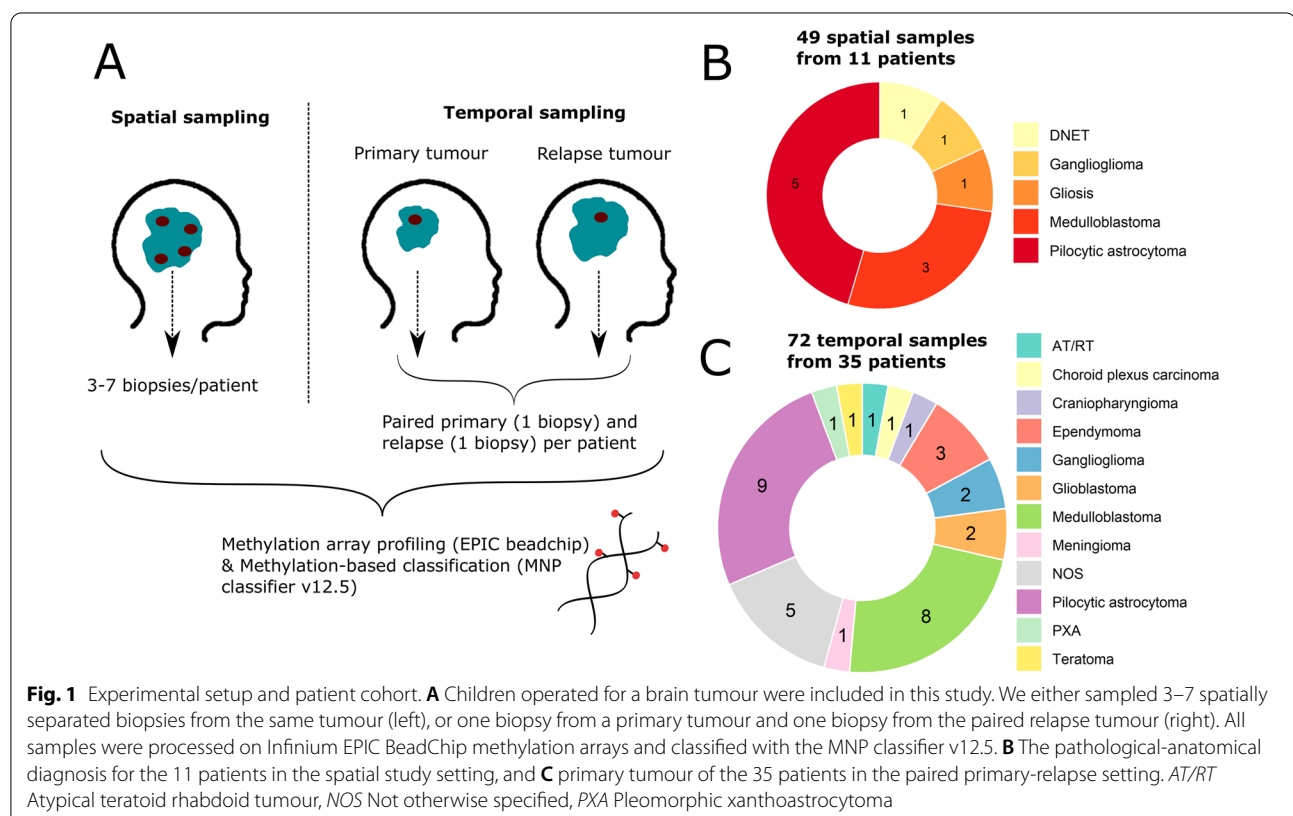 A
Spatial sampling
Temporal sampling
Primary tumour
Relapse tumour
3-7 biopsies/patient
Paired primary (1 biopsy) and
relapse (1 biopsy) per patient
Methylation array profiling (EPIC beadchip)
& Methylation-based classification (MNP
classifier v12.5)
B
49 spatial samples
from 11 patients
1
1
1
3
5
DNET
Ganglioglioma
Gliosis
Medulloblastoma
Pilocytic astrocytoma
C
72 temporal samples
from 35 patients
1
1
1
3
2
2
8
1
5
9
1
1
AT/RT
Choroid plexus carcinoma
Craniopharyngioma
Ependymoma
Ganglioglioma
Glioblastoma
Medulloblastoma
Meningioma
NOS
Pilocytic astrocytoma
PXA
Teratoma
Fig. 1 Experimental setup and patient cohort. A Children operated for a brain tumour were included in this study. We either sampled 3–7 spatially
separated biopsies from the same tumour (left), or one biopsy from a primary tumour and one biopsy from the paired relapse tumour (right). All
samples were processed on Infinium EPIC BeadChip methylation arrays and classified with the MNP classifier v12.5. B The pathological-anatomical
diagnosis for the 11 patients in the spatial study setting, and C primary tumour of the 35 patients in the paired primary-relapse setting. AT/RT
Atypical teratoid rhabdoid tumour, NOS Not otherwise specified, PXA Pleomorphic xanthoastrocytoma